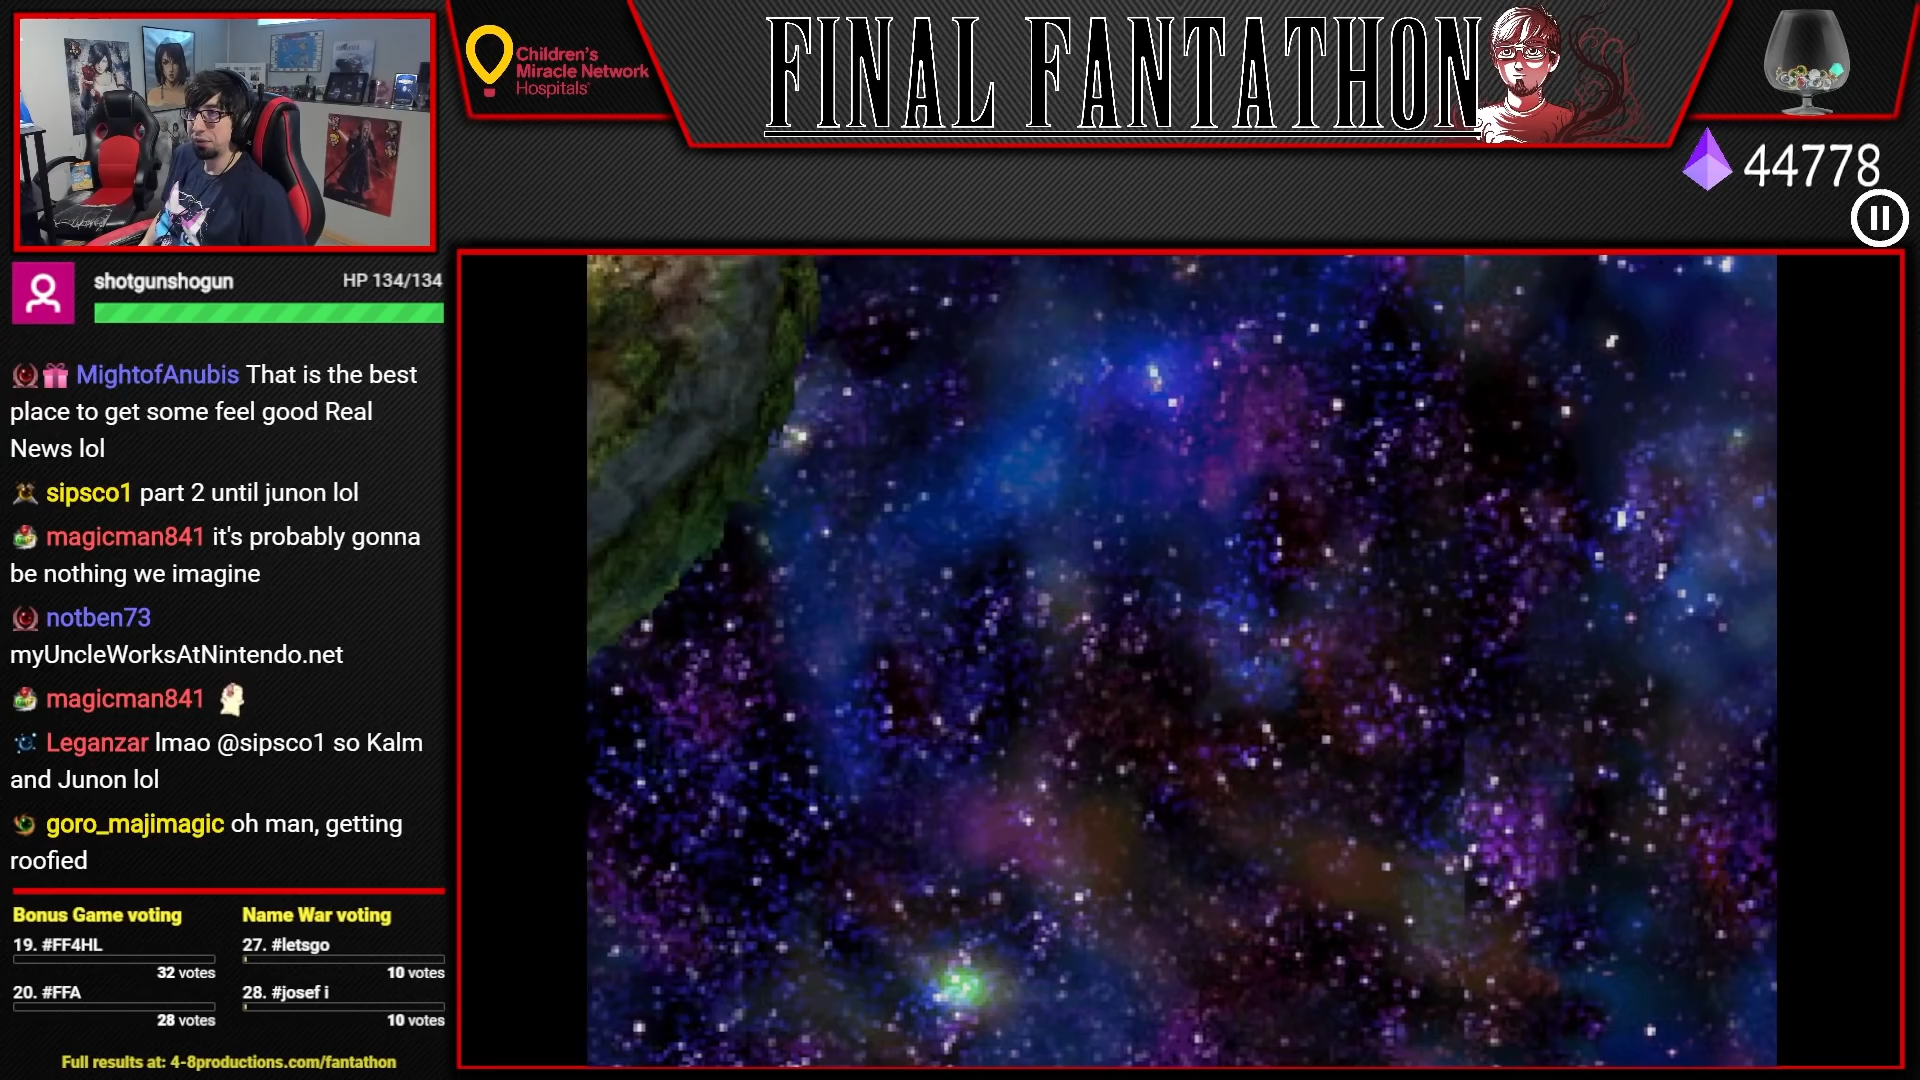 Children's
Miracle Network
Hospitals
FINAL FANTATHON
44778
shotgunshogun HP 134/134
MightofAnubis That is the best
place to get some feel good Real
News lol
sipsco1 part 2 until junon lol
magicman841 it's probably gonna
be nothing we imagine
notben73
myUncleWorksAtNintendo.net
magicman841
Leganzar lmao @sipsco1 so Kalm
and Junon lol
goro_majimagic oh man, getting
roofied
Bonus Game voting
19. #FF4HL
32 votes
20. #FFA
28 votes
Name War voting
27. #letsgo
10 votes
28. #josef i
10 votes
Full results at: 4-8productions.com/fantathon